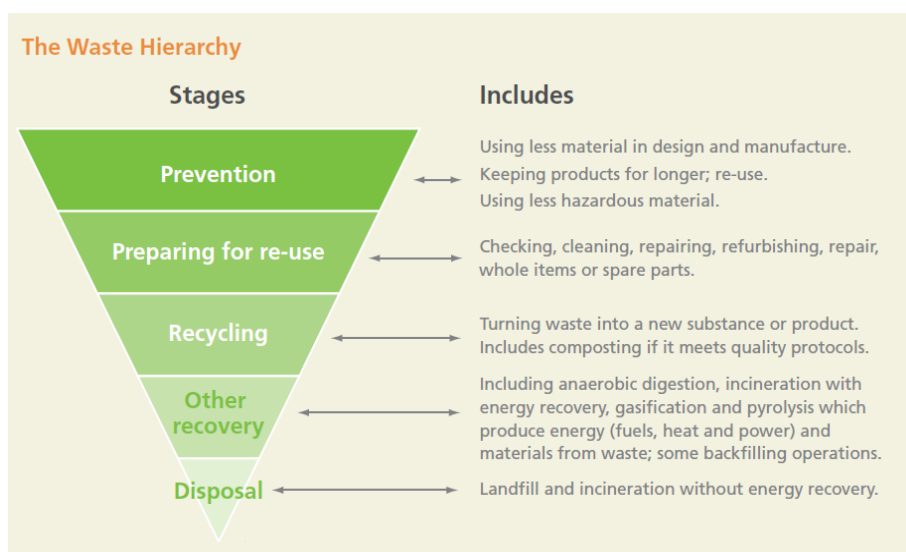 The Waste Hierarchy
Stages
Includes
Prevention
Using less material in design and manufacture.
Keeping products for longer; re-use.
Using less hazardous material.
Preparing for re-use
Checking, cleaning, repairing, refurbishing, repair,
whole items or spare parts.
Recycling
Turning waste into a new substance or product.
Includes composting if it meets quality protocols.
Other
recovery
Including anaerobic digestion, incineration with
energy recovery, gasification and pyrolysis which
produce energy (fuels, heat and power) and
materials from waste; some backfilling operations.
Disposal
Landfill and incineration without energy recovery.